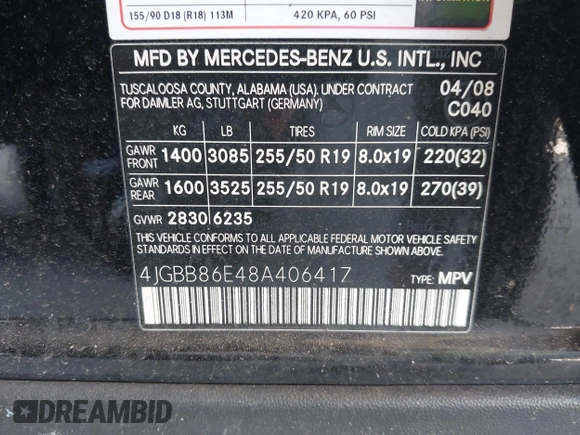 155/90 D18 (R18) 113M 420 KPA, 60 PSI
MFD BY MERCEDES-BENZ U.S. INTL., INC
TUSCALOOSA COUNTY, ALABAMA (USA). UNDER CONTRACT 04/08
FOR DAIMLER AG, STUTTGART (GERMANY) C040
KG LB TIRES RIM SIZE COLD KPA (PSI)
GAWR FRONT 1400 3085 255/50 R19 8.0x19 220(32)
GAWR REAR 1600 3525 255/50 R19 8.0x19 270(39)
GVWR 2830 6235
THIS VEHICLE CONFORMS TO ALL APPLICABLE FEDERAL MOTOR VEHICLE SAFETY
STANDARDS IN EFFECT ON THE DATE OF MANUFACTURE SHOWN ABOVE.
4JGBB86E48A406417 TYPE: MPV
DREAMBID